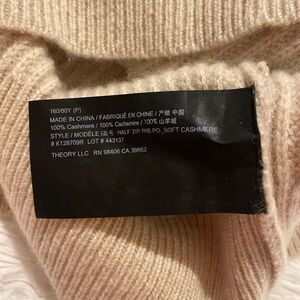 160/80Y (P)
MADE IN CHINA / FABRIQUÉ EN CHINE / 产地 中国
100% Cashmere / 100% Cachemire / 100% 山羊绒
STYLE / MODÈLE /品号 HALF ZIP PO_SOFT CASHMERE
# K128709R LOT # 443137
THEORY LLC RN 98406 CA 39862